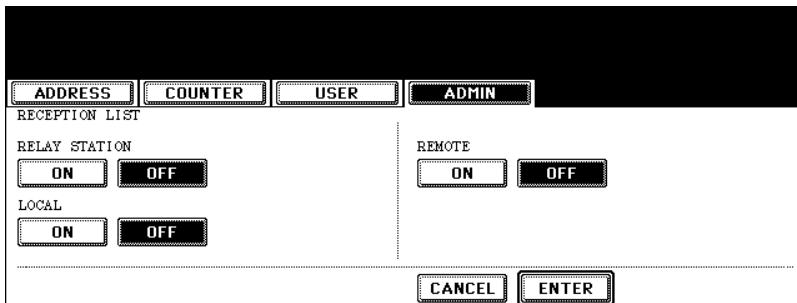 ADDRESS COUNTER USER ADMIN
RECEPTION LIST
RELAY STATION
ON OFF
LOCAL
ON OFF
REMOTE
ON OFF
CANCEL ENTER